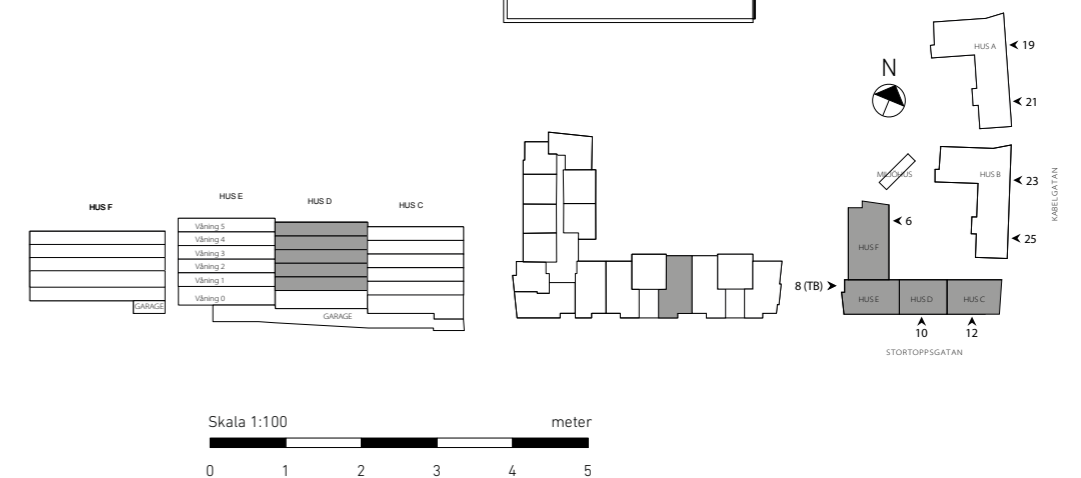 HUS F
HUS E
HUS D
HUS C
Våning 5
Våning 4
Våning 3
Våning 2
Våning 1
Våning 0
GARAGE
GARAGE
N
HUS A
19
21
MILJÖHUS
HUS B
23
25
KABELGATAN
6
HUS F
8 (TB)
HUS E
HUS D
HUS C
10
12
STORTOPPSGATAN
Skala 1:100 meter
0 1 2 3 4 5